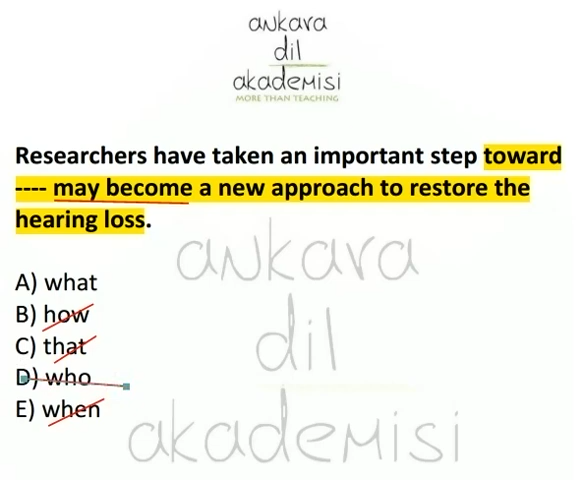 ankara
dil
akademisi
MORE THAN TEACHING
Researchers have taken an important step toward
---- may become a new approach to restore the
hearing loss.
A) what
B) how
C) that
D) who
E) when
ankara
dil
akademisi